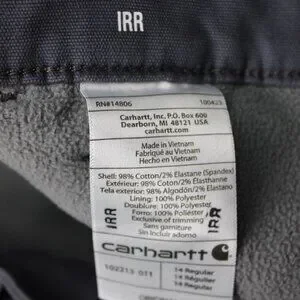 IRR
RN#14806 100423
Carhartt, Inc. P.O. Box 600
Dearborn, MI 48121 USA
carhartt.com
Made in Vietnam
Fabriqué au Vietnam
Hecho en Vietnam
Shell: 98% Cotton/2% Elastane (Spandex)
Extérieur: 98% Coton/2% Élasthanne
Tela exterior: 98% Algodón/2% Elastano
Lining: 100% Polyester
Doublure: 100% Polyester
Forro: 100% Poliéster
Exclusive of trimming
Sans garniture
Sin Incluir adorno
IRR
IRR
carhartt
102313 011
14 Regular
14 Regular
14 Regular